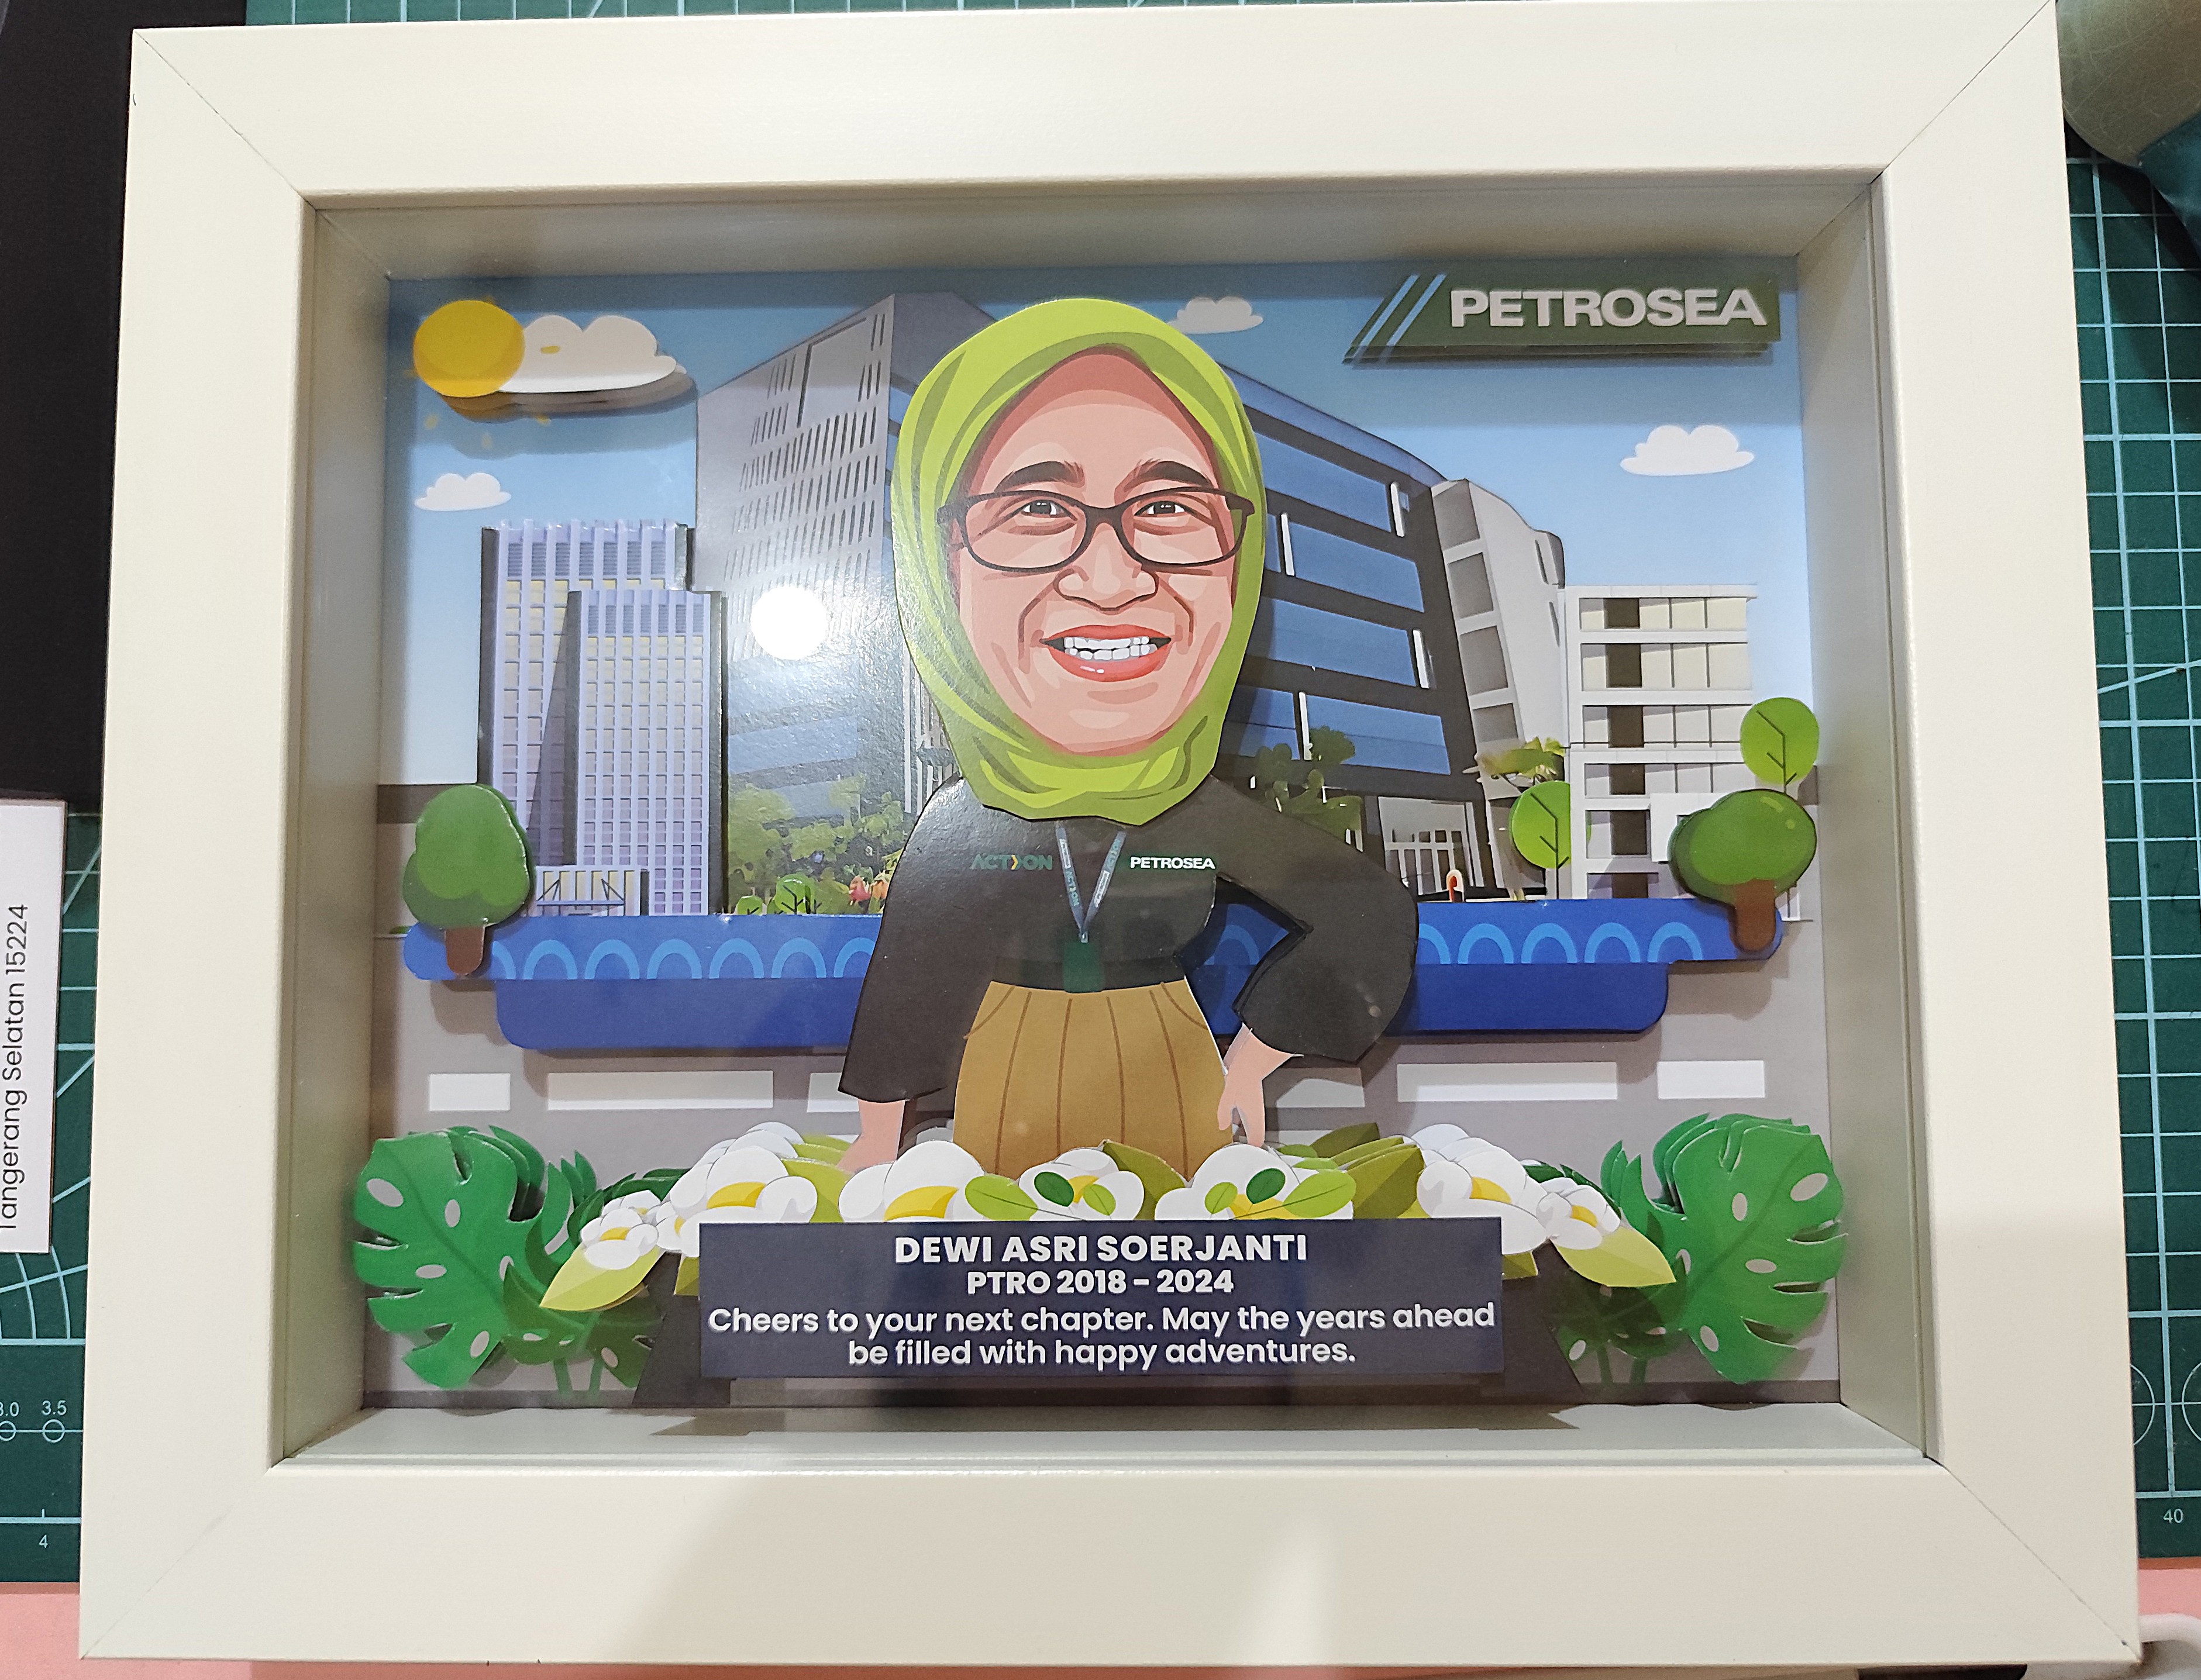 PETROSEA
ACTION
PETROSEA
DEWI ASRI SOERJANTI
PTRO 2018 – 2024
Cheers to your next chapter. May the years ahead
be filled with happy adventures.
Tangerang Selatan 15224
3.0 3.5
4
40